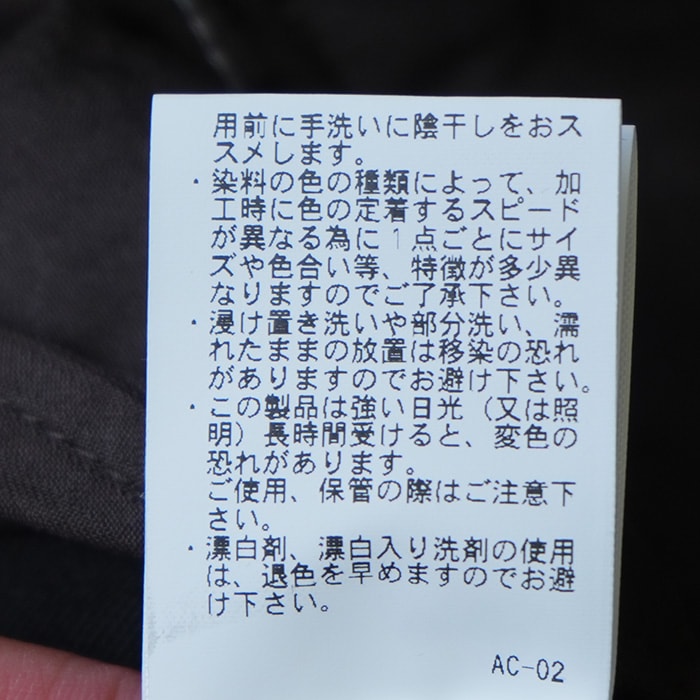 用前に手洗いに陰干しをおス
スメします。
・染料の色の種類によって、加
工時に色の定着するスピード
が異なる為に1点ごとにサイ
ズや色合い等、特徴が多少異
なりますのでご了承下さい。
・浸け置き洗いや部分洗い、濡
れたままの放置は移染の恐れ
がありますのでお避け下さい。
・この製品は強い日光（又は照
明）長時間受けると、変色の
恐れがあります。
ご使用、保管の際はご注意下
さい。
・漂白剤、漂白入り洗剤の使用
は、退色を早めますのでお避
け下さい。
AC-02